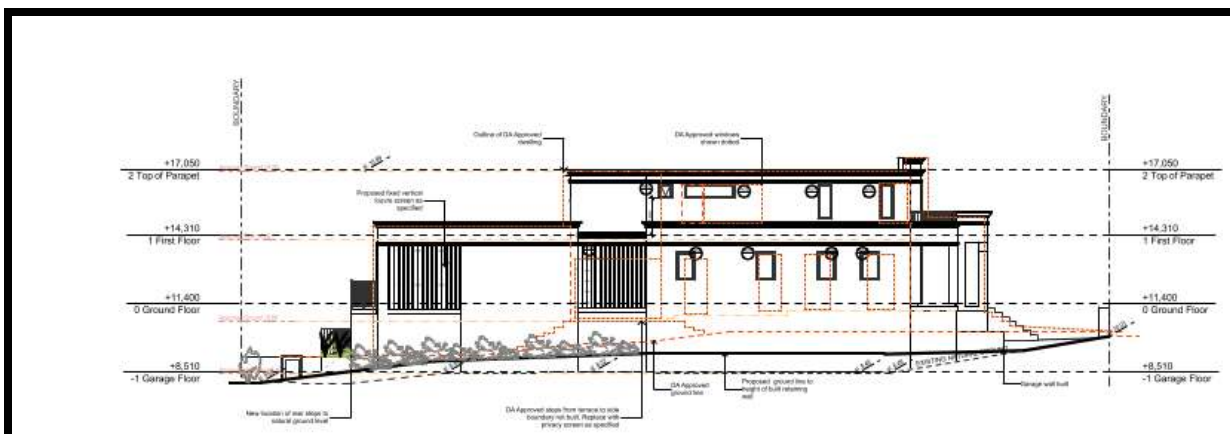 BOUNDARY
BOUNDARY
Outline of DA Approved
dwelling
DA Approved windows
shown dotted
+17,050
2 Top of Parapet
+17,050
2 Top of Parapet
Proposed fixed vertical
louvre screen as
specified
+14,310
1 First Floor
+14,310
1 First Floor
+11,400
0 Ground Floor
+11,400
0 Ground Floor
+8,510
-1 Garage Floor
+8,510
-1 Garage Floor
EXISTING
New location of rear steps to
natural ground level
DA Approved steps from terrace to side
boundary not built. Replace with
privacy screen as specified
DA Approved
ground line
Proposed ground line to
height of built retaining
wall
Garage wall built